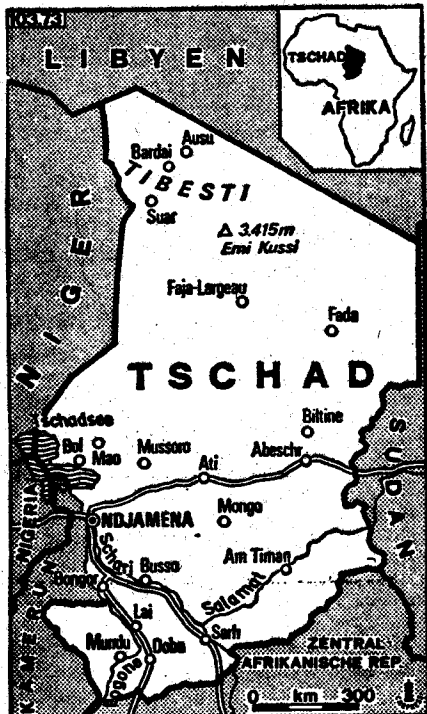 103.73
LIBYEN
TSCHAD
AFRIKA
Ausu
Bardai
TIBESTI
Suar
3.415m
Emi Kussi
NIGER
Faja-Largeau
Fada
TSCHAD
Tschadsee
Biltine
SUDAN
Bol
Mao
Mussoro
Ati
Abeschr
NIGERIA
NDJAMENA
Mongo
Schari
Busso
Am Timan
Bongor
Salamat
KAMERUN
Lai
Sarh
Mundu
Doba
Logone
ZENTRAL-
AFRIKANISCHE REP.
0 km 300